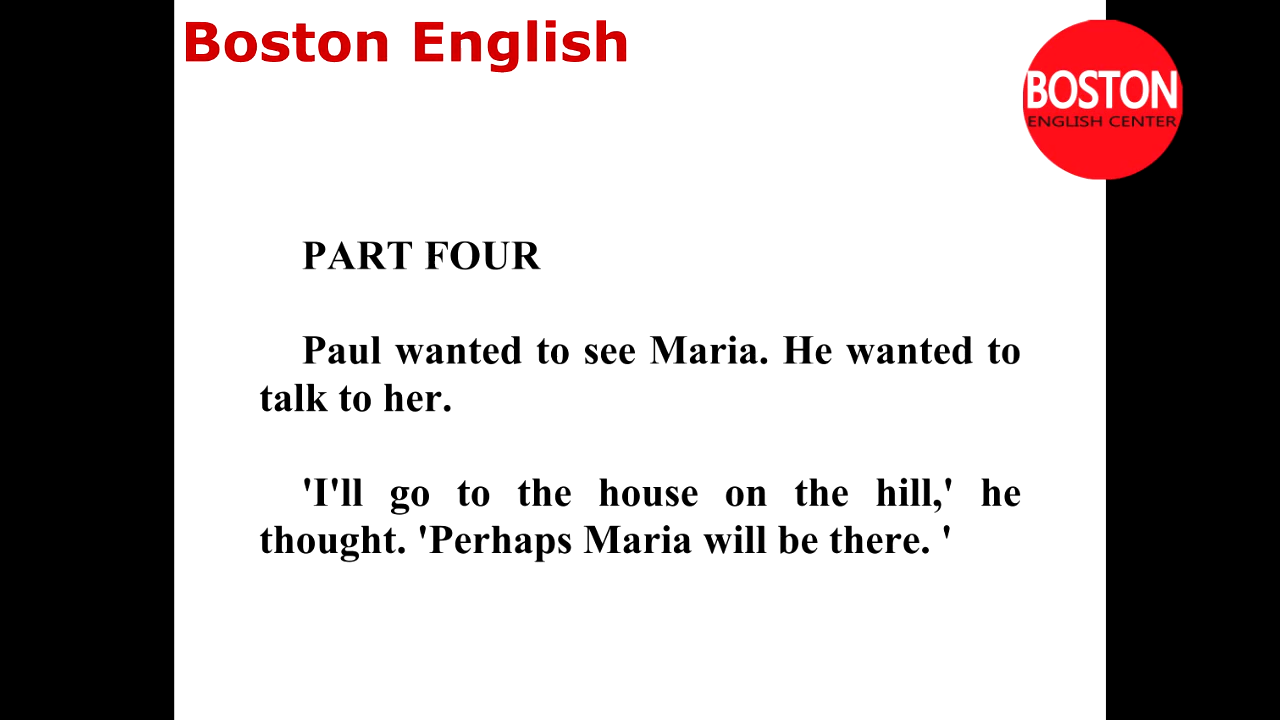 Boston English
BOSTON
ENGLISH CENTER
PART FOUR
Paul wanted to see Maria. He wanted to
talk to her.
'I'll go to the house on the hill,' he
thought. 'Perhaps Maria will be there. '